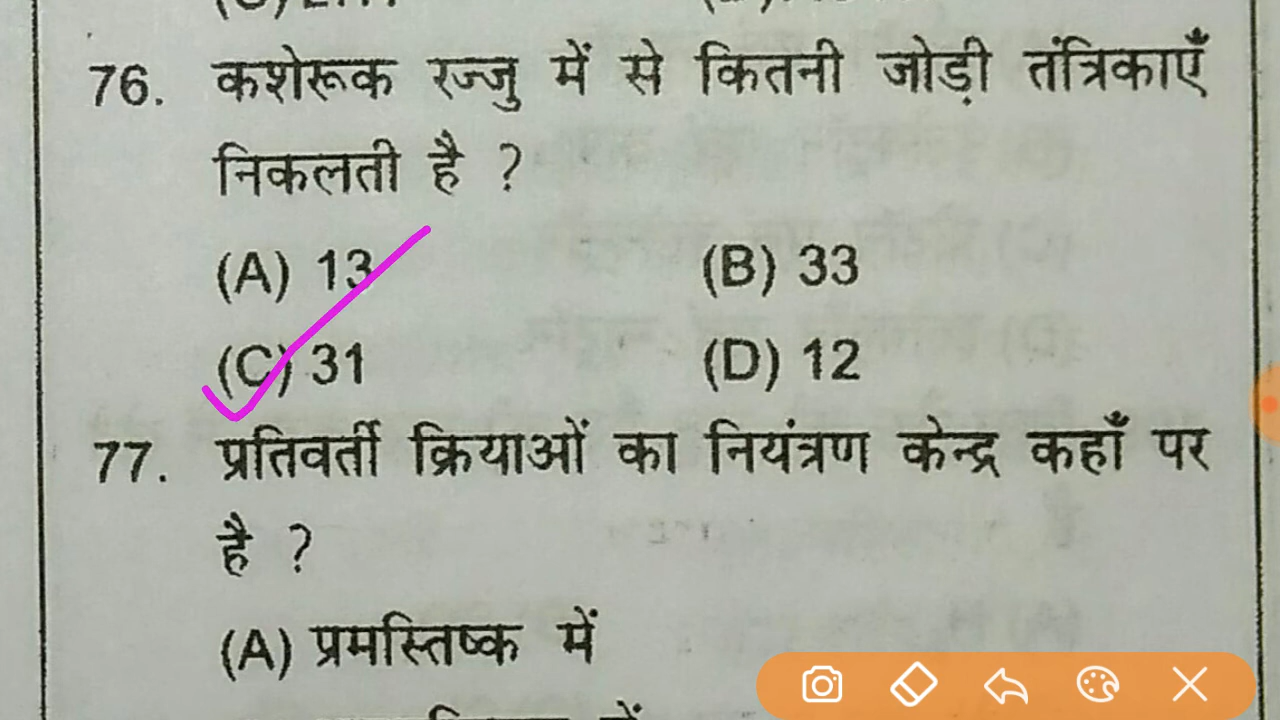 76. कशेरूक रज्जु में से कितनी जोड़ी तंत्रिकाएँ
निकलती है ?
(A) 13 (B) 33
(C) 31 (D) 12
77. प्रतिवर्ती क्रियाओं का नियंत्रण केन्द्र कहाँ पर
है ?
(A) प्रमस्तिष्क में